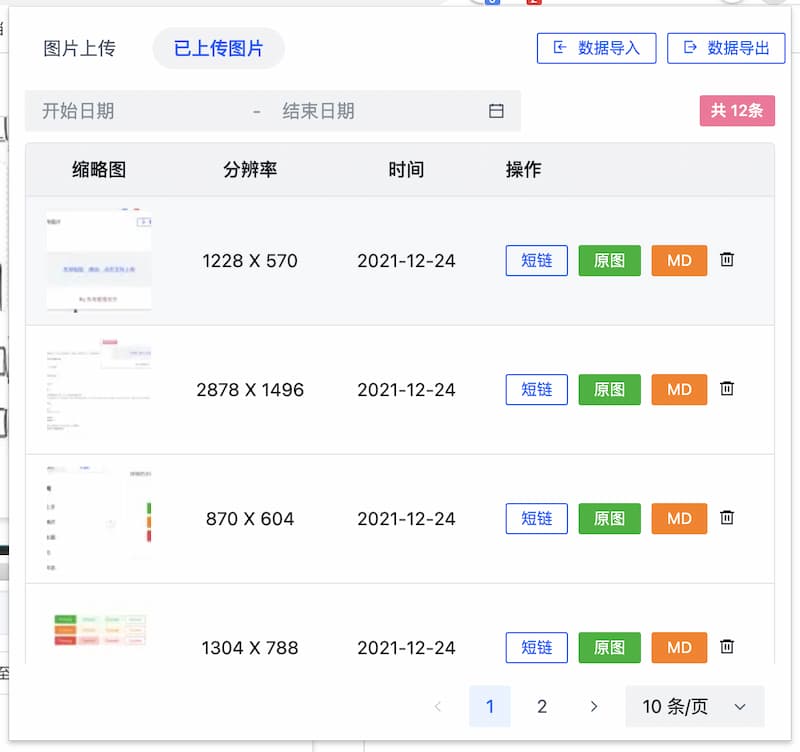 图片上传 已上传图片 数据导入 数据导出
开始日期 - 结束日期 共 12条
缩略图 分辨率 时间 操作
1228 X 570 2021-12-24 短链 原图 MD
2878 X 1496 2021-12-24 短链 原图 MD
870 X 604 2021-12-24 短链 原图 MD
1304 X 788 2021-12-24 短链 原图 MD
1 2 10 条/页